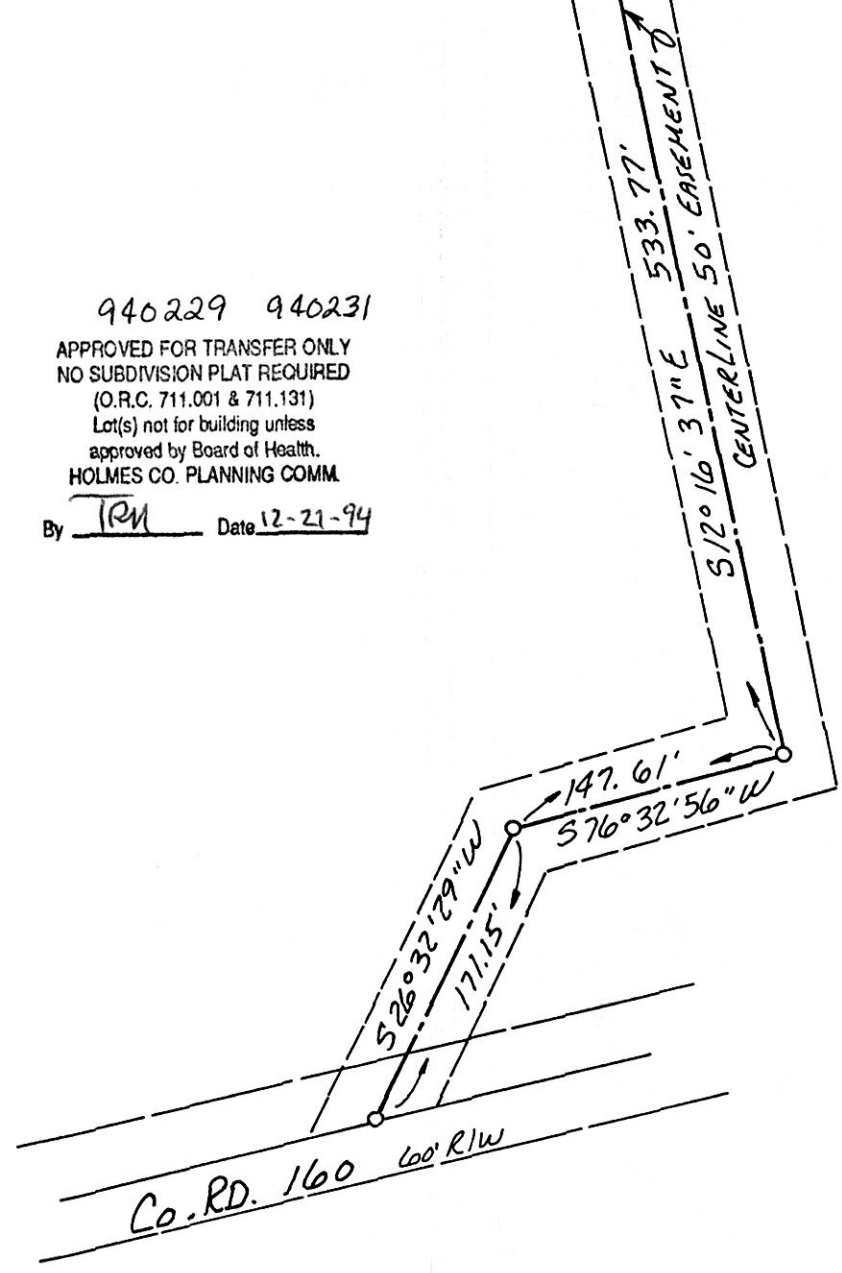 533.77'
S12°16'37"E
CENTERLINE 50' EASEMENT
940229 940231
APPROVED FOR TRANSFER ONLY
NO SUBDIVISION PLAT REQUIRED
(O.R.C. 711.001 & 711.131)
Lot(s) not for building unless
approved by Board of Health.
HOLMES CO. PLANNING COMM.
By Date 12-21-94
147.61'
S76°32'56"W
S26°32'29"W
171.15'
Co. RD. 160 60' R/W